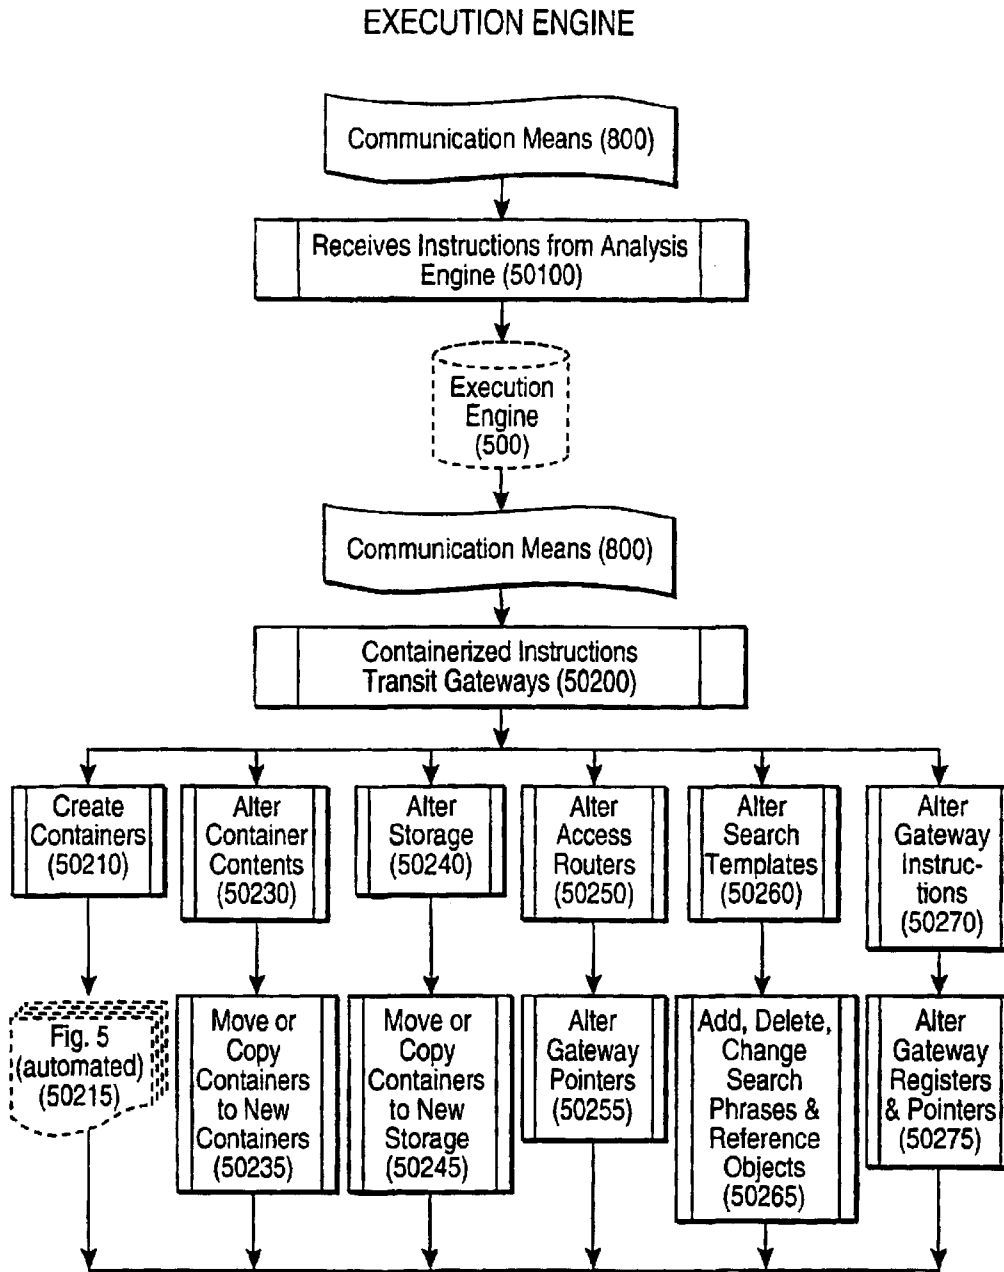 EXECUTION ENGINE
Communication Means (800)
Receives Instructions from Analysis
Engine (50100)
Execution
Engine
(500)
Communication Means (800)
Containerized Instructions
Transit Gateways (50200)
Create
Containers
(50210)
Alter
Container
Contents
(50230)
Alter
Storage
(50240)
Alter
Access
Routers
(50250)
Alter
Search
Templates
(50260)
Alter
Gateway
Instruc-
tions
(50270)
Fig. 5
(automated)
(50215)
Move or
Copy
Containers
to New
Containers
(50235)
Move or
Copy
Containers
to New
Storage
(50245)
Alter
Gateway
Pointers
(50255)
Add, Delete,
Change
Search
Phrases &
Reference
Objects
(50265)
Alter
Gateway
Registers
& Pointers
(50275)